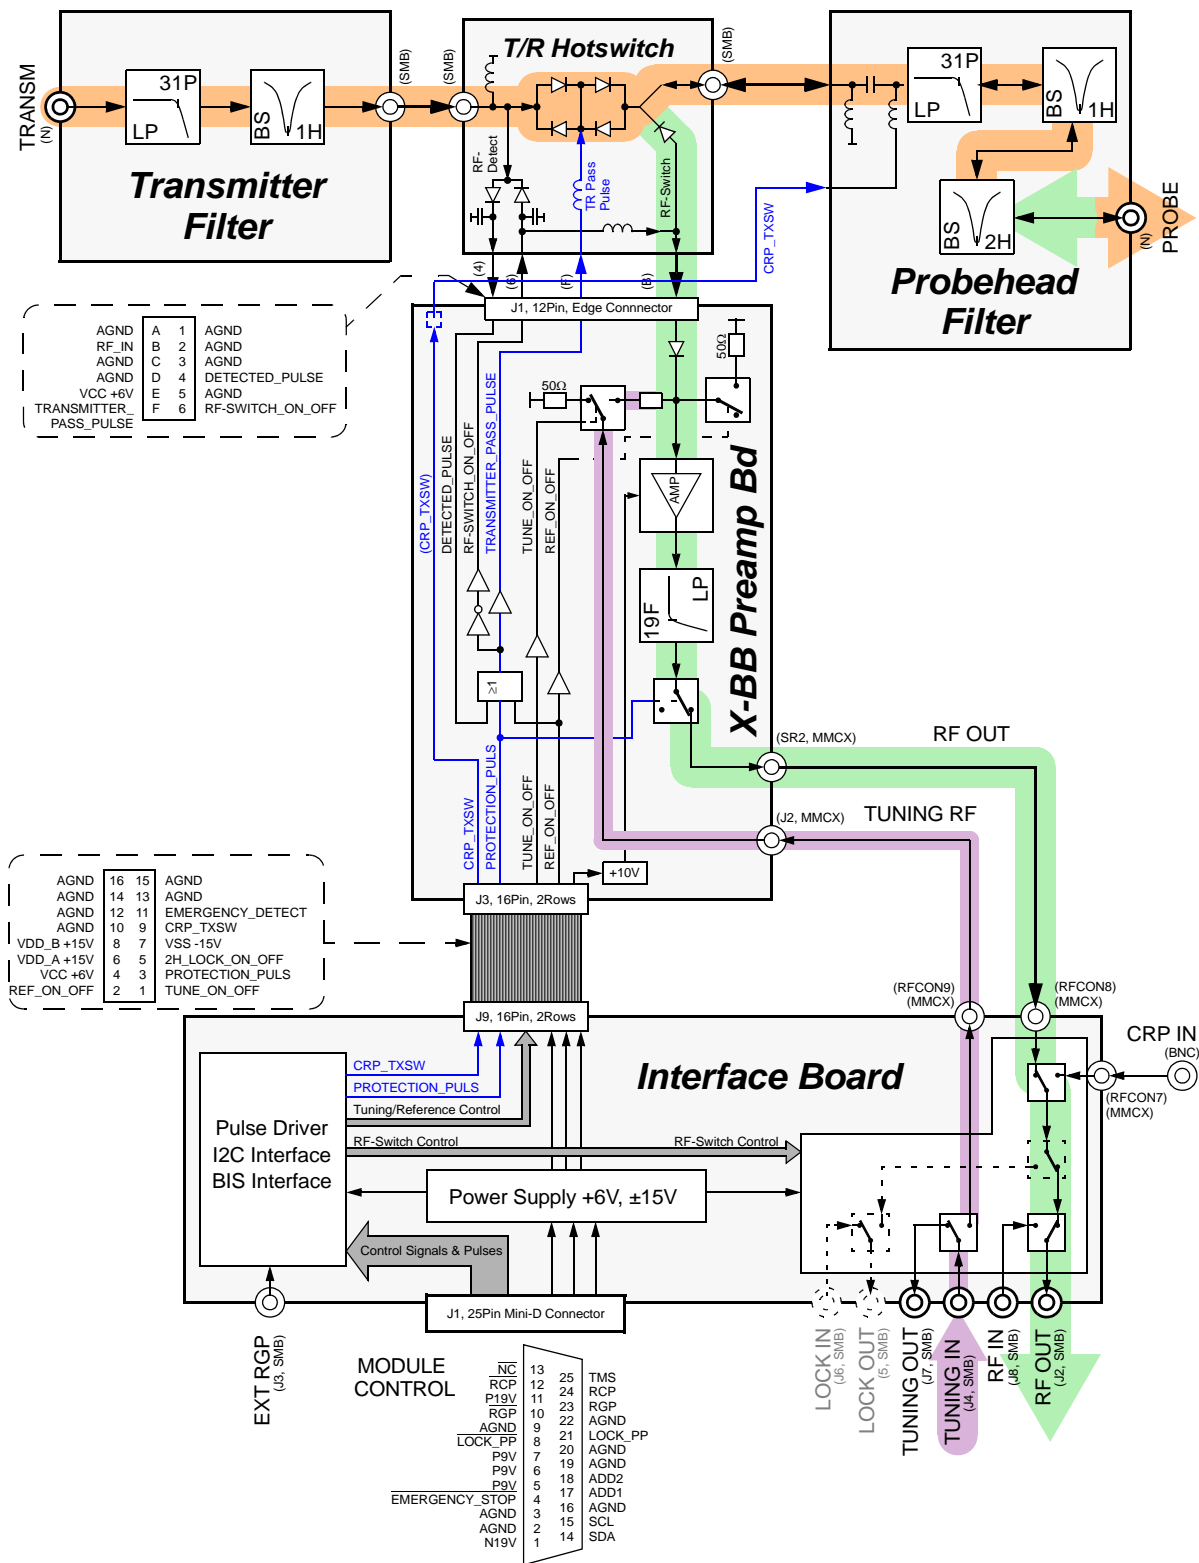 T/R Hotswitch
(SMB)
(SMB)
(SMB)
31P
LP
BS
1H
31P
LP
BS
1H
TRANSM
(N)
Transmitter
Filter
RF-
Detect
TR Pass
Pulse
RF-Switch
CRP_TXSW
BS
2H
(N)
PROBE
Probehead
Filter
(4)
(6)
(F)
(B)
J1, 12Pin, Edge Connnector
AGND A 1 AGND
RF_IN B 2 AGND
AGND C 3 AGND
AGND D 4 DETECTED_PULSE
VCC +6V E 5 AGND
TRANSMITTER_ F 6 RF-SWITCH_ON_OFF
PASS_PULSE
50Ω
50Ω
(CRP_TXSW)
DETECTED_PULSE
RF-SWITCH_ON_OFF
TRANSMITTER_PASS_PULSE
TUNE_ON_OFF
REF_ON_OFF
AMP
X-BB Preamp Bd
19F
LP
≥1
(SR2, MMCX)
RF OUT
CRP_TXSW
PROTECTION_PULS
TUNE_ON_OFF
REF_ON_OFF
(J2, MMCX)
TUNING RF
+10V
J3, 16Pin, 2Rows
AGND 16 15 AGND
AGND 14 13 AGND
AGND 12 11 EMERGENCY_DETECT
AGND 10 9 CRP_TXSW
VDD_B +15V 8 7 VSS -15V
VDD_A +15V 6 5 2H_LOCK_ON_OFF
VCC +6V 4 3 PROTECTION_PULS
REF_ON_OFF 2 1 TUNE_ON_OFF
(RFCON9)
(MMCX)
(RFCON8)
(MMCX)
J9, 16Pin, 2Rows
CRP IN
(BNC)
(RFCON7)
(MMCX)
Interface Board
CRP_TXSW
PROTECTION_PULS
Tuning/Reference Control
RF-Switch Control
RF-Switch Control
Pulse Driver
I2C Interface
BIS Interface
Power Supply +6V, ±15V
Control Signals & Pulses
J1, 25Pin Mini-D Connector
EXT RGP
(J3, SMB)
LOCK IN
(J6, SMB)
LOCK OUT
(5, SMB)
TUNING OUT
(J7, SMB)
TUNING IN
(J4, SMB)
RF IN
(J8, SMB)
RF OUT
(J2, SMB)
MODULE
CONTROL
NC 13
RCP 12
P19V 11
RGP 10
AGND 9
LOCK_PP 8
P9V 7
P9V 6
P9V 5
EMERGENCY_STOP 4
AGND 3
AGND 2
N19V 1
25 TMS
24 RCP
23 RGP
22 AGND
21 LOCK_PP
20 AGND
19 AGND
18 ADD2
17 ADD1
16 AGND
15 SCL
14 SDA